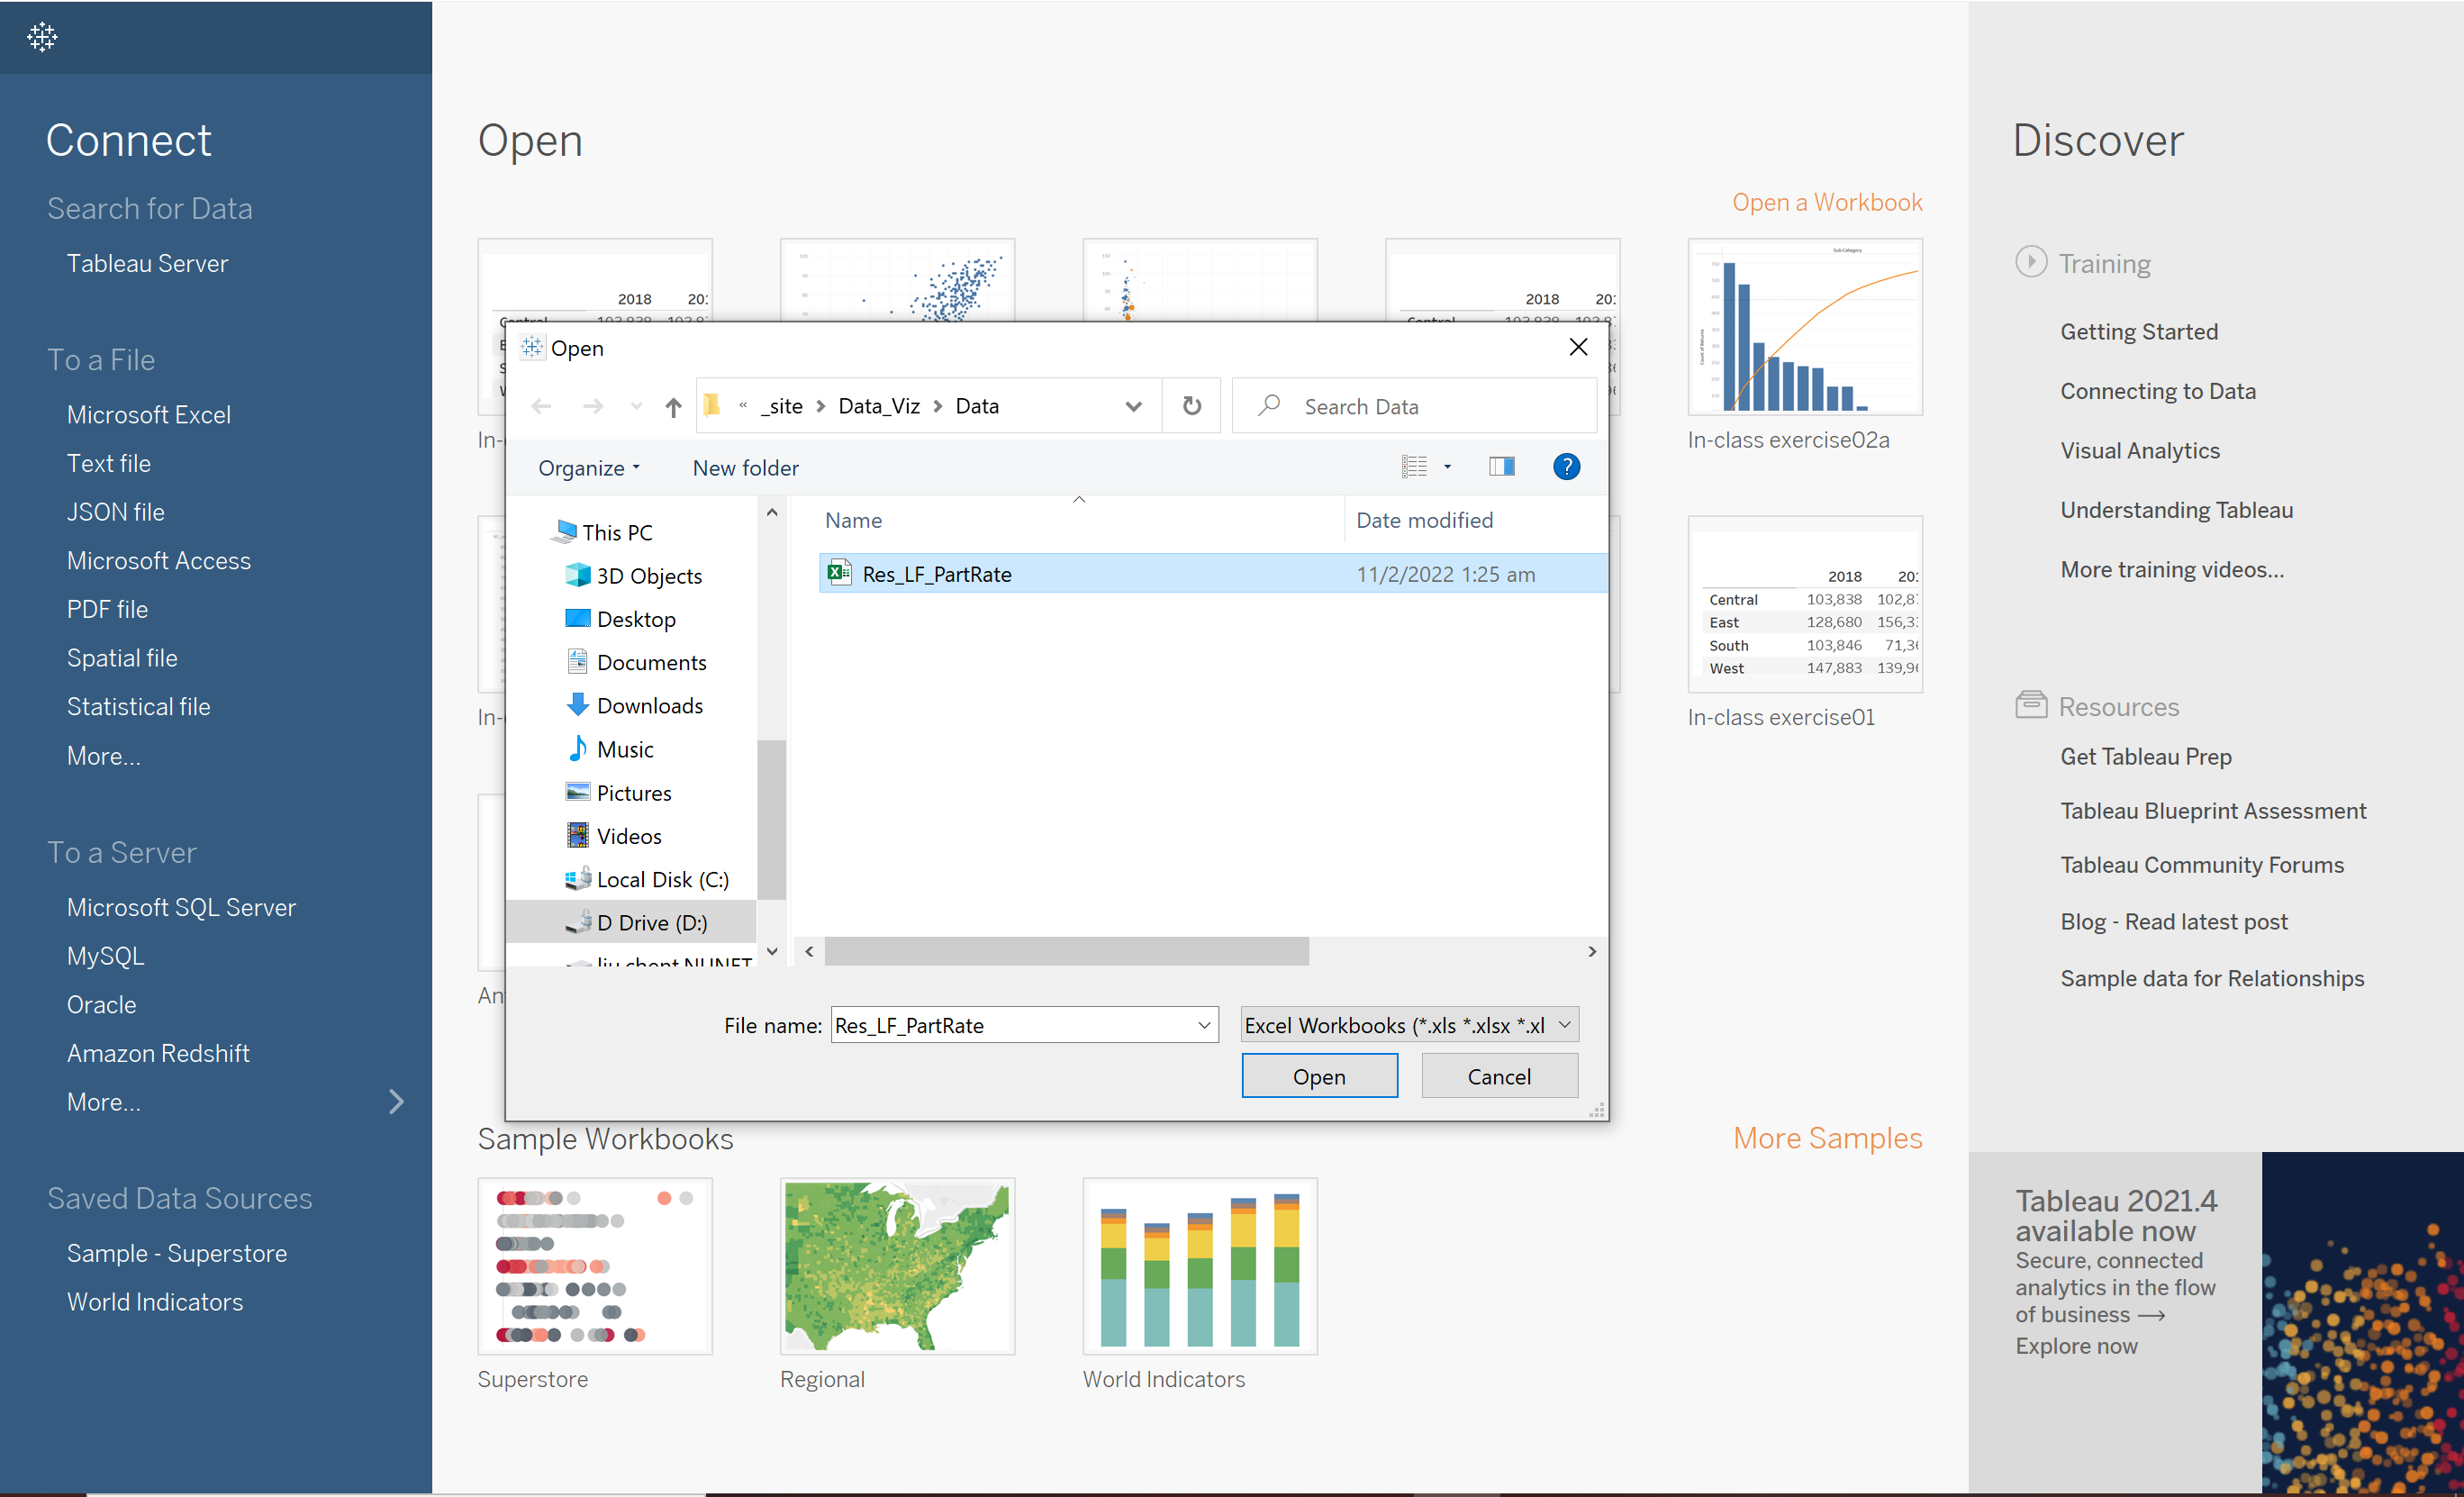 Connect
Search for Data
Tableau Server
To a File
Microsoft Excel
Text file
JSON file
Microsoft Access
PDF file
Spatial file
Statistical file
More...
To a Server
Microsoft SQL Server
MySQL
Oracle
Amazon Redshift
More...
Saved Data Sources
Sample - Superstore
World Indicators
Open
Open a Workbook
2018
2018
Sub-Category
Count of Returns
In-class exercise02a
Open
« _site > Data_Viz > Data
Search Data
Organize
New folder
?
This PC
3D Objects
Desktop
Documents
Downloads
Music
Pictures
Videos
Local Disk (C:)
D Drive (D:)
Name
Date modified
Res_LF_PartRate
11/2/2022 1:25 am
File name: Res_LF_PartRate
Excel Workbooks (*.xls *.xlsx *.xl
Open
Cancel
2018 201
Central 103,838 102,8
East 128,680 156,3
South 103,846 71,3
West 147,883 139,9
In-class exercise01
Sample Workbooks
More Samples
Superstore
Regional
World Indicators
Discover
Training
Getting Started
Connecting to Data
Visual Analytics
Understanding Tableau
More training videos...
Resources
Get Tableau Prep
Tableau Blueprint Assessment
Tableau Community Forums
Blog - Read latest post
Sample data for Relationships
Tableau 2021.4
available now
Secure, connected
analytics in the flow
of business →
Explore now